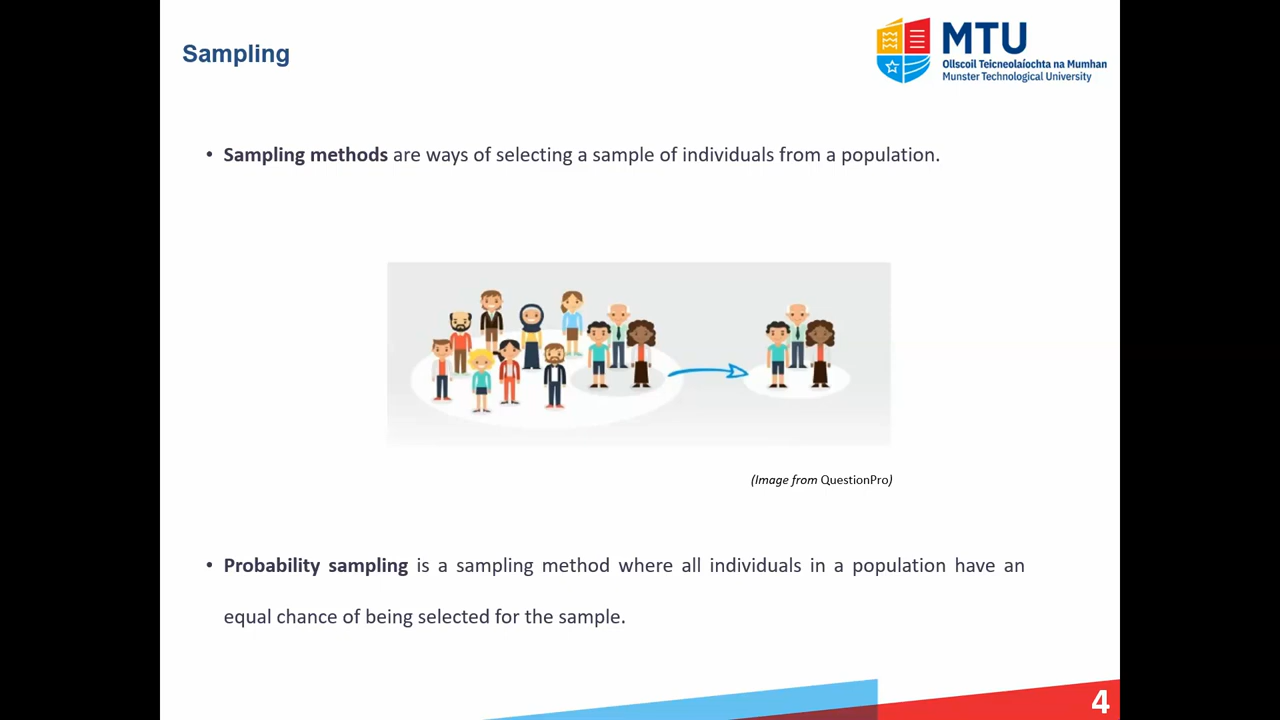 Sampling
MTU
Ollscoil Teicneolaíochta na Mumhan
Munster Technological University
• Sampling methods are ways of selecting a sample of individuals from a population.
(Image from QuestionPro)
• Probability sampling is a sampling method where all individuals in a population have an
equal chance of being selected for the sample.
4